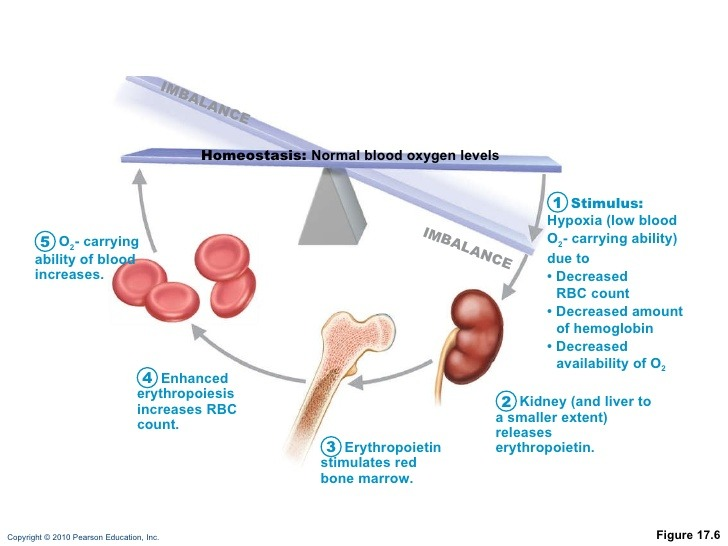 IMBALANCE
Homeostasis: Normal blood oxygen levels
IMBALANCE
1 Stimulus:
Hypoxia (low blood
O₂- carrying ability)
due to
• Decreased
RBC count
• Decreased amount
of hemoglobin
• Decreased
availability of O₂
2 Kidney (and liver to
a smaller extent)
releases
erythropoietin.
3 Erythropoietin
stimulates red
bone marrow.
4 Enhanced
erythropoiesis
increases RBC
count.
5 O₂- carrying
ability of blood
increases.
Copyright © 2010 Pearson Education, Inc.
Figure 17.6